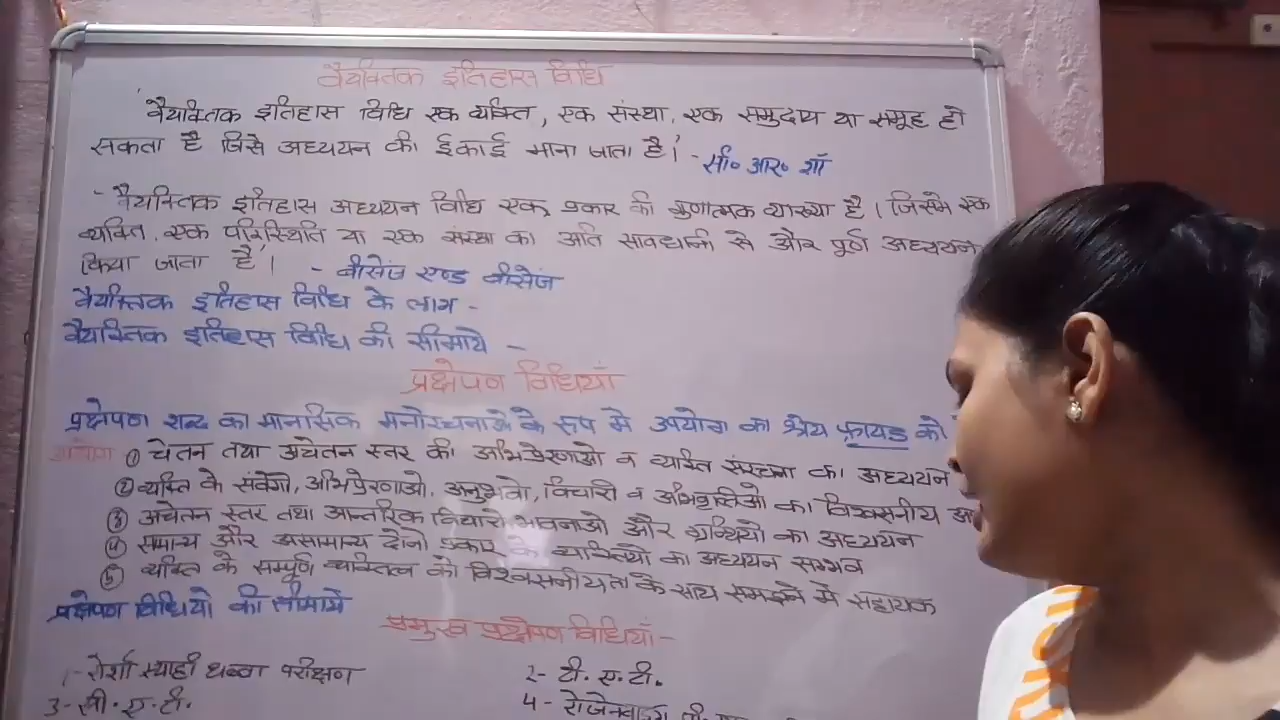 वैयक्तिक इतिहास विधि
'वैयक्तिक इतिहास विधि एक व्यक्ति, एक संस्था, एक समुदाय या समूह हो
सकता है जिसे अध्ययन की ईकाई माना जाता है।' - सी० आर० शॉ
- वैयक्तिक इतिहास अध्ययन विधि एक प्रकार की गुणात्मक व्याख्या है। जिसमे एक
व्यक्ति, एक परिस्थिति या एक संस्था का अति सावधानी से और पूर्ण अध्ययन
किया जाता है'। - बीसेंज एण्ड बीसेंज
वैयक्तिक इतिहास विधि के लाभ -
वैयक्तिक इतिहास विधि की सीमाये -
प्रक्षेपण विधियां
प्रक्षेपण शब्द का मानसिक मनोरचनाओ के रुप मे उपयोग का श्रेय फ्रायड को
① चेतन तथा अचेतन स्तर की अभिप्रेरणाओ व व्यक्ति संरचना का अध्ययन
② व्यक्ति के संवेगो, अभिप्रेरणाओ, अनुभवो, विचारो व अभिवृत्तिओ का विश्वसनीय
③ अचेतन स्तर तथा आन्तरिक विचारो भावनाओ और ग्रन्थियो का अध्ययन
④ समान्य और असामान्य दोनो प्रकार के व्यक्तियो का अध्ययन सम्भव
⑤ व्यक्ति के सम्पूर्ण व्यक्तित्व को विश्वसनीयता के साथ समझने मे सहायक
प्रक्षेपण विधियो की सीमाये
प्रमुख प्रक्षेपण विधियाँ -
1- रोर्शा स्याही धब्बा परीक्षण 2- टी. ए. टी.
3- सी. ए. टी. 4-